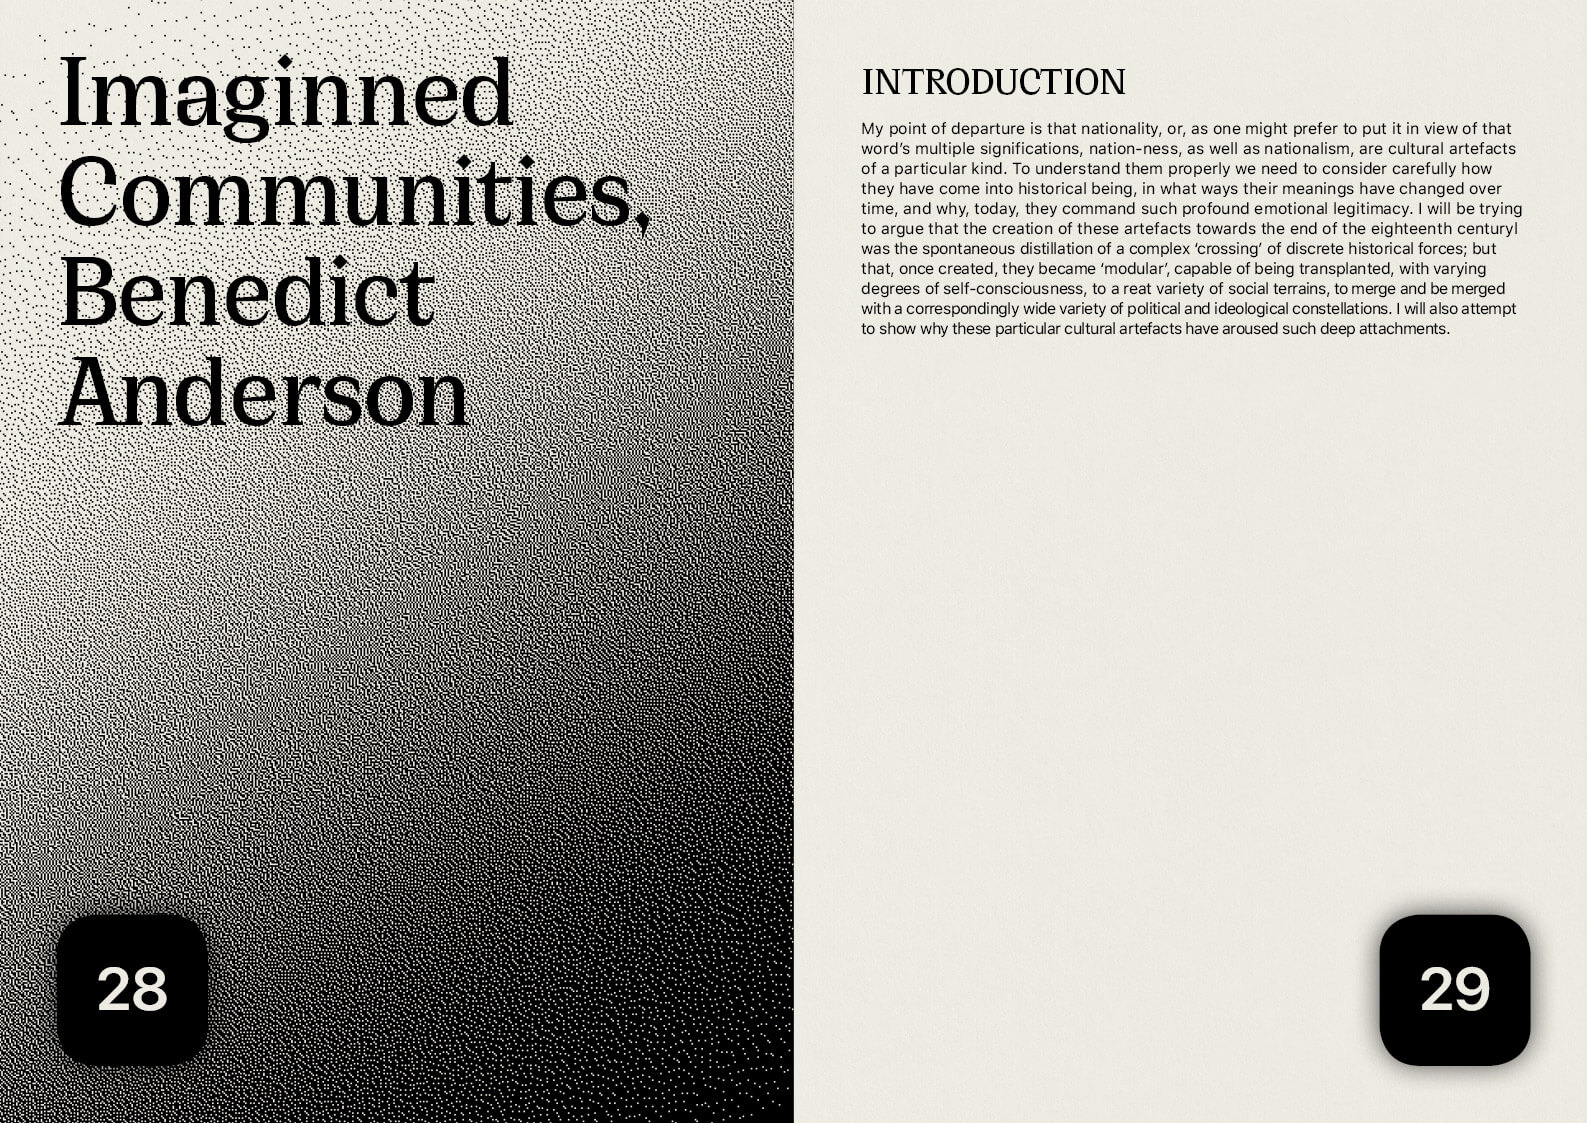 Imaginned
Communities,
Benedict
Anderson
28
INTRODUCTION
My point of departure is that nationality, or, as one might prefer to put it in view of that
word’s multiple significations, nation-ness, as well as nationalism, are cultural artefacts
of a particular kind. To understand them properly we need to consider carefully how
they have come into historical being, in what ways their meanings have changed over
time, and why, today, they command such profound emotional legitimacy. I will be trying
to argue that the creation of these artefacts towards the end of the eighteenth centuryl
was the spontaneous distillation of a complex ‘crossing’ of discrete historical forces; but
that, once created, they became ‘modular’, capable of being transplanted, with varying
degrees of self-consciousness, to a reat variety of social terrains, to merge and be merged
with a correspondingly wide variety of political and ideological constellations. I will also attempt
to show why these particular cultural artefacts have aroused such deep attachments.
29